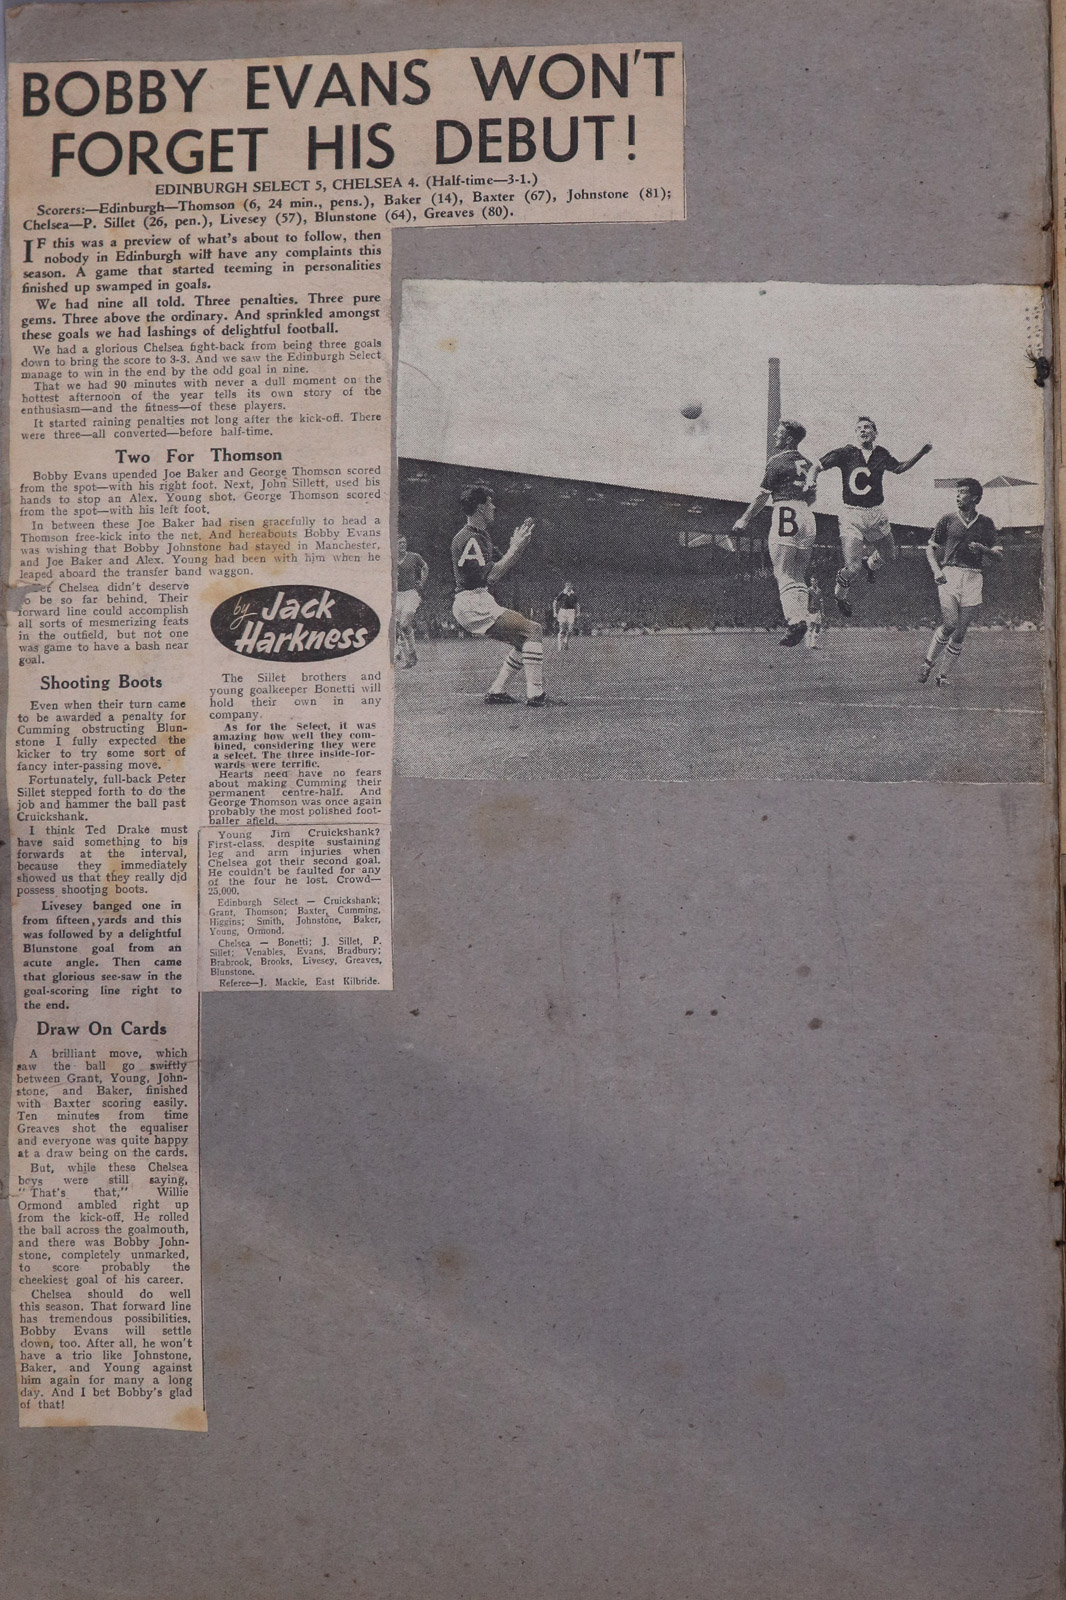 BOBBY EVANS WON'T
FORGET HIS DEBUT!
EDINBURGH SELECT 5, CHELSEA 4. (Half-time—3-1.)
Scorers:—Edinburgh—Thomson (6, 24 min., pens.), Baker (14), Baxter (67), Johnstone (81);
Chelsea—P. Sillet (26, pen.), Livesey (57), Blunstone (64), Greaves (80).
IF this was a preview of what's about to follow, then
nobody in Edinburgh will have any complaints this
season. A game that started teeming in personalities
finished up swamped in goals.
We had nine all told. Three penalties. Three pure
gems. Three above the ordinary. And sprinkled amongst
these goals we had lashings of delightful football.
We had a glorious Chelsea fight-back from being three goals
down to bring the score to 3-3. And we saw the Edinburgh Select
manage to win in the end by the odd goal in nine.
That we had 90 minutes with never a dull moment on the
hottest afternoon of the year tells its own story of the
enthusiasm—and the fitness—of these players.
It started raining penalties not long after the kick-off. There
were three—all converted—before half-time.
Two For Thomson
Bobby Evans upended Joe Baker and George Thomson scored
from the spot—with his right foot. Next, John Sillett, used his
hands to stop an Alex. Young shot. George Thomson scored
from the spot—with his left foot.
In between these Joe Baker had risen gracefully to head a
Thomson free-kick into the net. And hereabouts Bobby Evans
was wishing that Bobby Johnstone had stayed in Manchester,
and Joe Baker and Alex. Young had been with him when he
leaped aboard the transfer band waggon.
Yet Chelsea didn't deserve
to be so far behind. Their
forward line could accomplish
all sorts of mesmerizing feats
in the outfield, but not one
was game to have a bash near
goal.
Shooting Boots
Even when their turn came
to be awarded a penalty for
Cumming obstructing Blun-
stone I fully expected the
kicker to try some sort of
fancy inter-passing move.
Fortunately, full-back Peter
Sillet stepped forth to do the
job and hammer the ball past
Cruickshank.
I think Ted Drake must
have said something to his
forwards at the interval,
because they immediately
showed us that they really did
possess shooting boots.
Livesey banged one in
from fifteen yards and this
was followed by a delightful
Blunstone goal from an
acute angle. Then came
that glorious see-saw in the
goal-scoring line right to
the end.
Draw On Cards
A brilliant move, which
saw the ball go swiftly
between Grant, Young, John-
stone, and Baker, finished
with Baxter scoring easily.
Ten minutes from time
Greaves shot the equaliser
and everyone was quite happy
at a draw being on the cards.
But, while these Chelsea
boys were still saying,
"That's that," Willie
Ormond ambled right up
from the kick-off. He rolled
the ball across the goalmouth,
and there was Bobby John-
stone, completely unmarked,
to score probably the
cheekiest goal of his career.
Chelsea should do well
this season. That forward line
has tremendous possibilities.
Bobby Evans will settle
down, too. After all, he won't
have a trio like Johnstone,
Baker, and Young against
him again for many a long
day. And I bet Bobby's glad
of that!
by Jack
Harkness
The Sillet brothers and
young goalkeeper Bonetti will
hold their own in any
company.
As for the Select, it was
amazing how well they com-
bined, considering they were
a select. The three inside-for-
wards were terrific.
Hearts need have no fears
about making Cumming their
permanent centre-half. And
George Thomson was once again
probably the most polished foot-
baller afield.
Young Jim Cruickshank?
First-class, despite sustaining
leg and arm injuries when
Chelsea got their second goal.
He couldn't be faulted for any
of the four he lost. Crowd—
25,000.
Edinburgh Select — Cruickshank;
Grant, Thomson; Baxter, Cumming,
Higgins; Smith, Johnstone, Baker,
Young, Ormond.
Chelsea — Bonetti; J. Sillet, P.
Sillet; Venables, Evans, Bradbury;
Brabrook, Brooks, Livesey, Greaves,
Blunstone.
Referee—J. Mackie, East Kilbride.
A
5
B
C